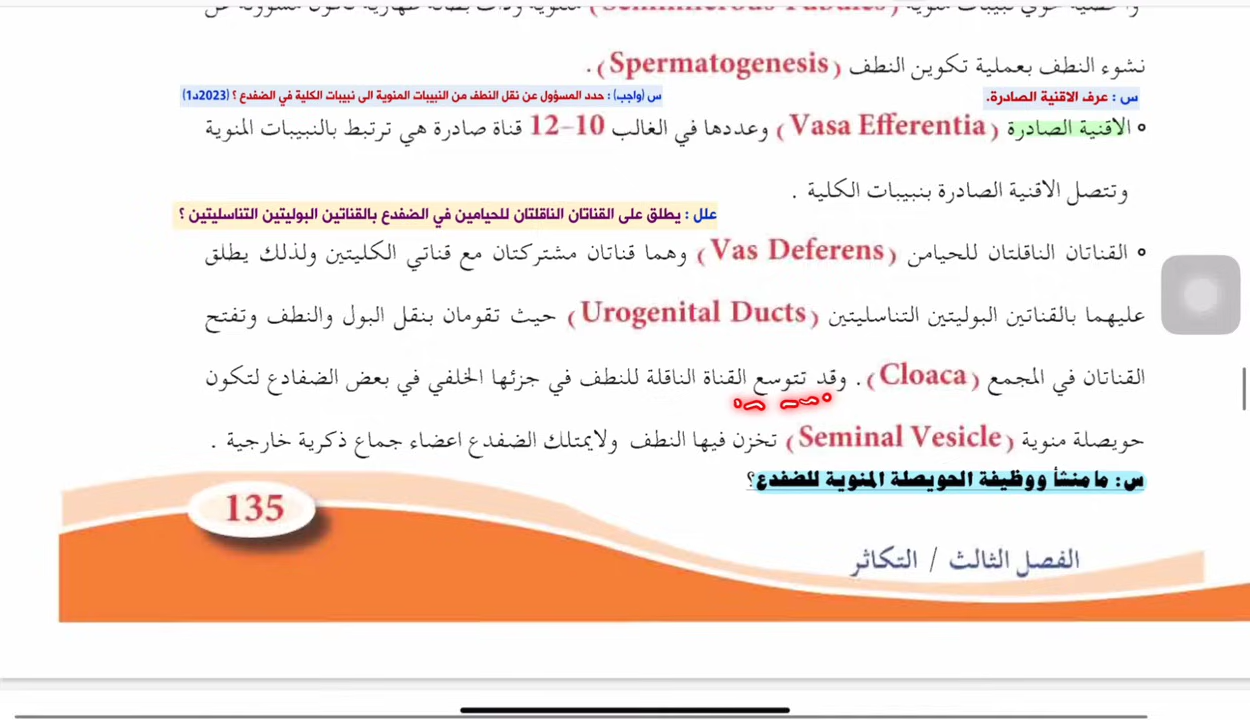 نبيبات منوية (Seminiferous Tubules)
نشوء النطف بعملية تكوين النطف (Spermatogenesis).
س : عرف الاقنية الصادرة.
س (واجب) : حدد المسؤول عن نقل النطف من النبيبات المنوية الى نبيبات الكلية في الضفدع ؟ (2023د1)
الاقنية الصادرة (Vasa Efferentia) وعددها في الغالب 10-12 قناة صادرة هي ترتبط بالنبيبات المنوية
وتتصل الاقنية الصادرة بنبيبات الكلية .
علل : يطلق على القناتان الناقلتان للحيامين في الضفدع بالقناتين البوليتين التناسليتين ؟
القناتان الناقلتان للحيامن (Vas Deferens) وهما قناتان مشتركتان مع قناتي الكليتين ولذلك يطلق
عليهما بالقناتين البوليتين التناسليتين (Urogenital Ducts) حيث تقومان بنقل البول والنطف وتفتح
القناتان في المجمع (Cloaca) . وقد تتوسع القناة الناقلة للنطف في جزئها الخلفي في بعض الضفادع لتكون
حويصلة منوية (Seminal Vesicle) تخزن فيها النطف ولايمتلك الضفدع اعضاء جماع ذكرية خارجية .
س : ما منشأ ووظيفة الحويصلة المنوية للضفدع؟
135
الفصل الثالث / التكاثر